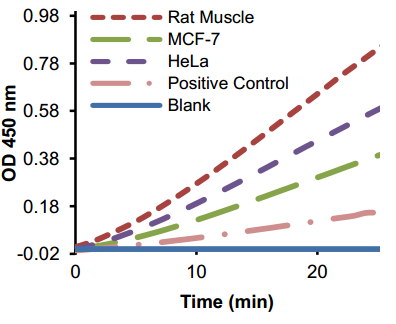 OD 450 nm
0.98
0.78
0.58
0.38
0.18
-0.02
Rat Muscle
MCF-7
HeLa
Positive Control
Blank
0 10 20
Time (min)